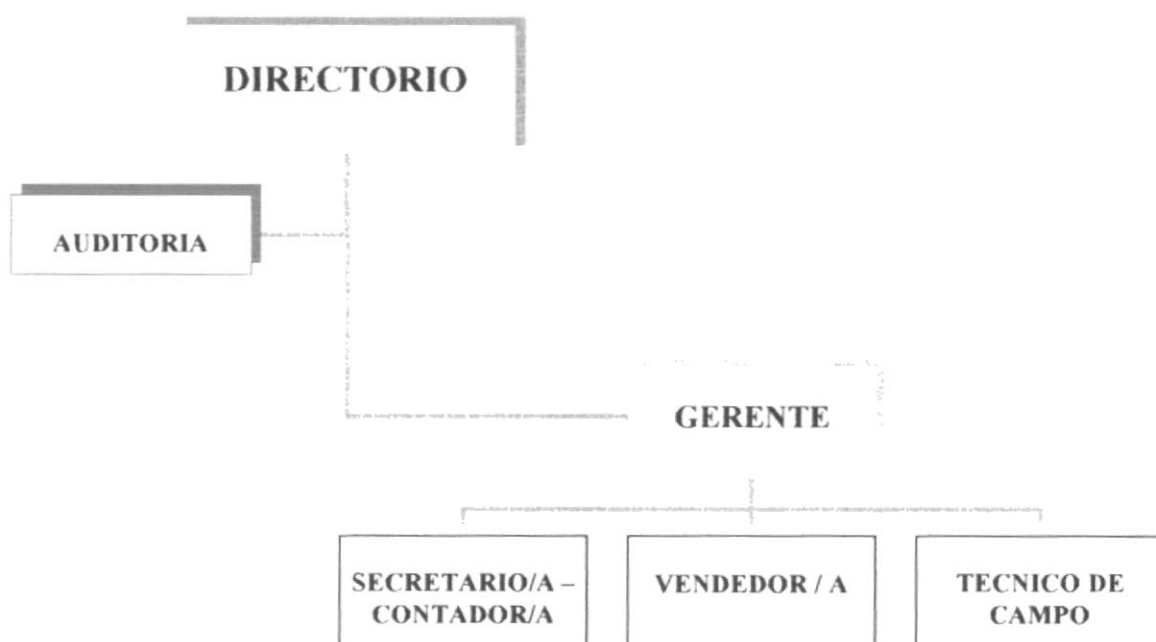 DIRECTORIO
AUDITORIA
GERENTE
SECRETARIO/A –
CONTADOR/A
VENDEDOR / A
TECNICO DE
CAMPO